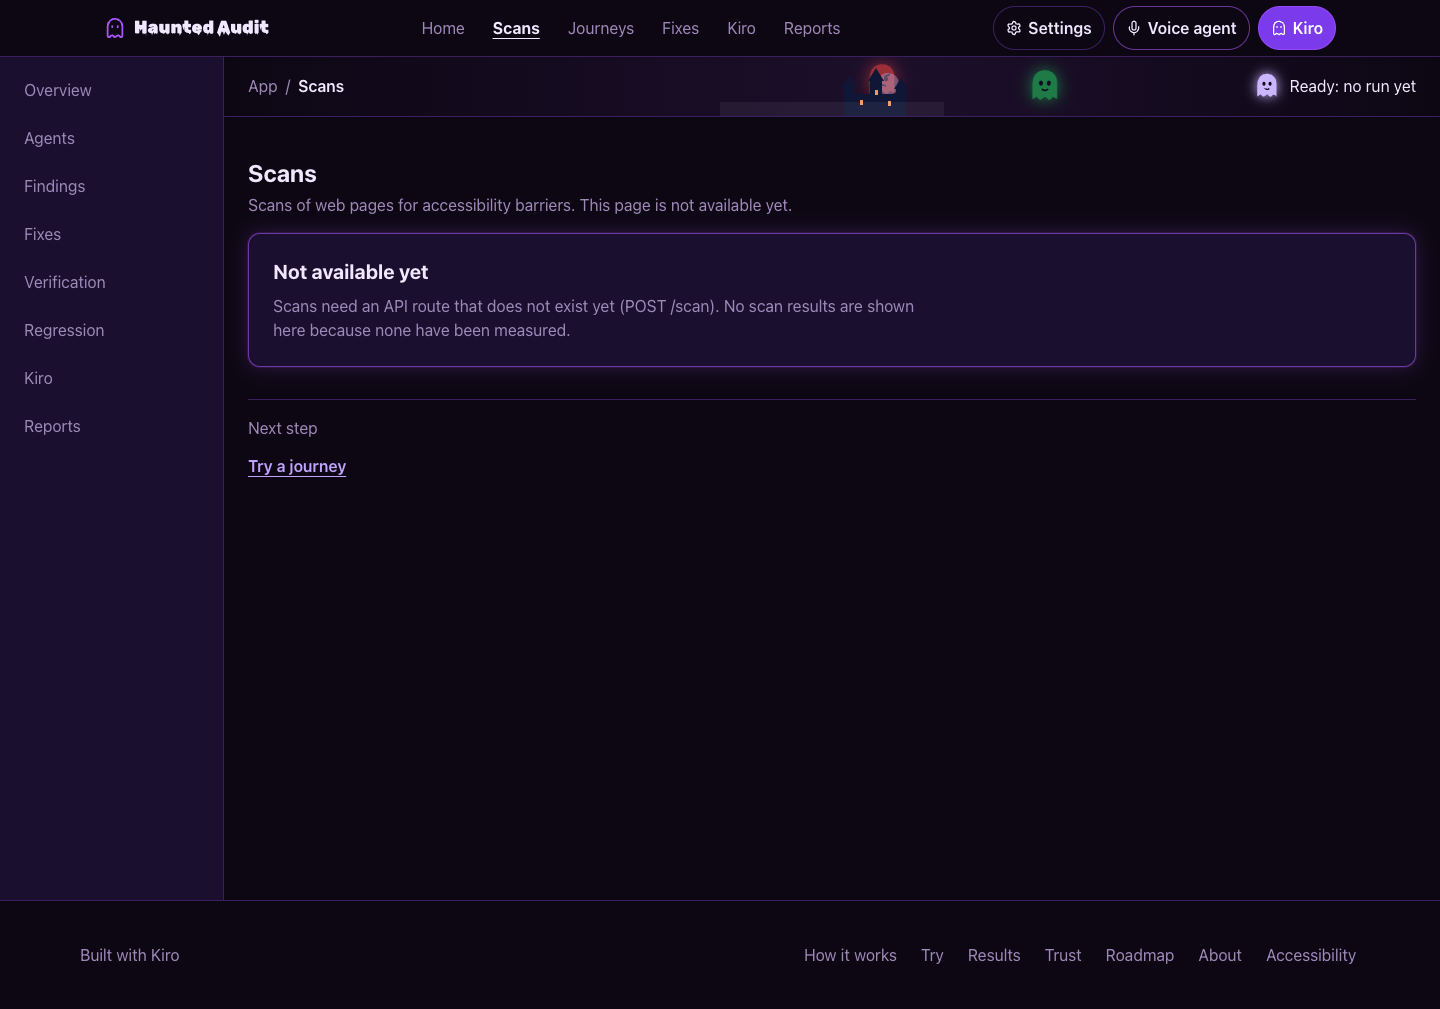 Haunted Audit
Home
Scans
Journeys
Fixes
Kiro
Reports
Settings
Voice agent
Kiro
Overview
Agents
Findings
Fixes
Verification
Regression
Kiro
Reports
App / Scans
Ready: no run yet
Scans
Scans of web pages for accessibility barriers. This page is not available yet.
Not available yet
Scans need an API route that does not exist yet (POST /scan). No scan results are shown
here because none have been measured.
Next step
Try a journey
Built with Kiro
How it works
Try
Results
Trust
Roadmap
About
Accessibility